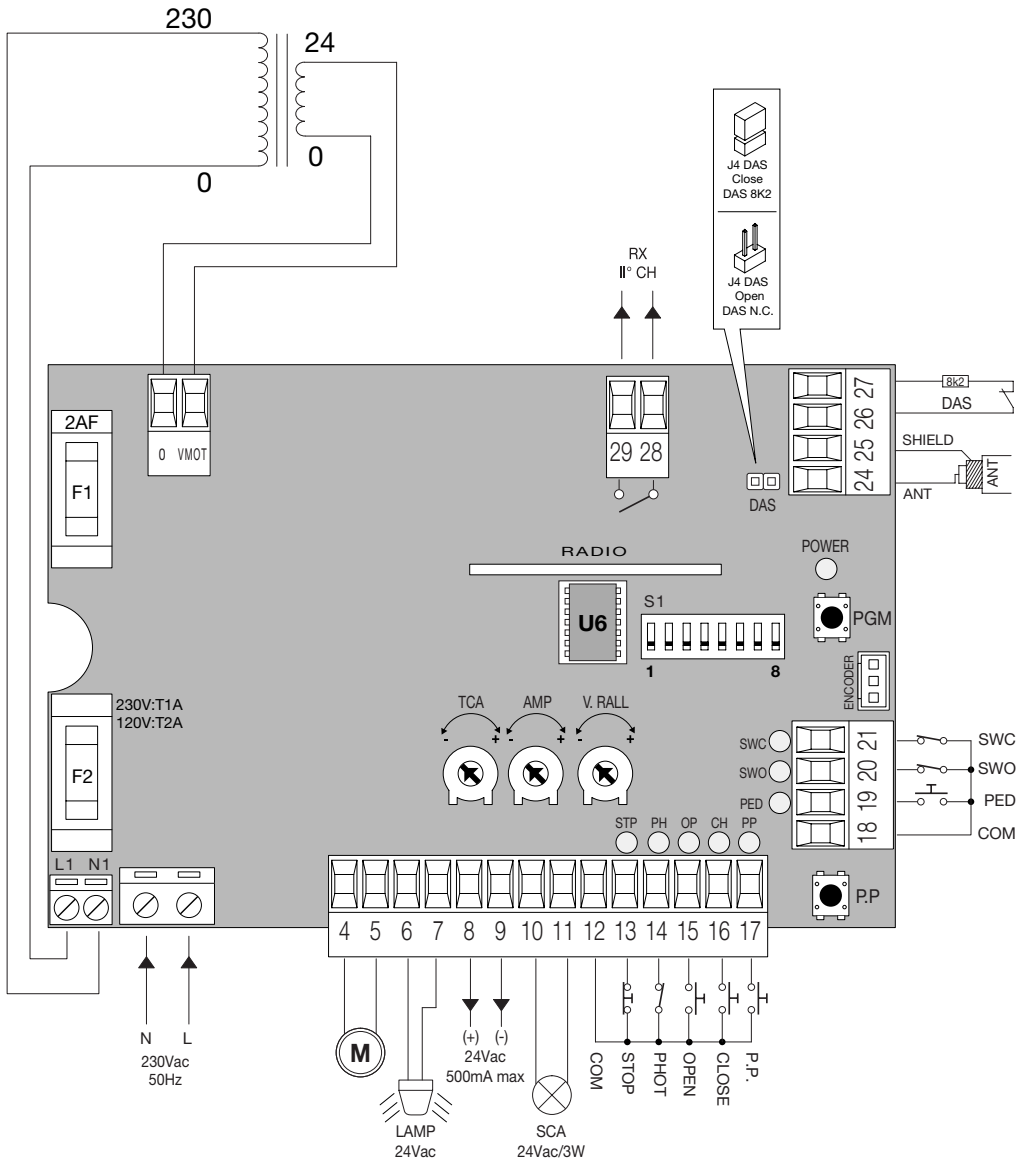 230
24
0
0
J4 DAS
Close
DAS 8K2
J4 DAS
Open
DAS N.C.
RX
II° CH
2AF
F1
0 VMOT
29 28
27
26
25
24
8k2
DAS
SHIELD
ANT
ANT
DAS
POWER
RADIO
U6
S1
1 8
PGM
ENCODER
230V:T1A
120V:T2A
F2
TCA AMP V. RALL
- + - + - +
SWC
SWO
PED
21
20
19
18
SWC
SWO
PED
COM
STP PH OP CH PP
L1 N1
P.P
4 5 6 7 8 9 10 11 12 13 14 15 16 17
N L
230Vac
50Hz
M
LAMP
24Vac
(+) (-)
24Vac
500mA max
SCA
24Vac/3W
COM
STOP
PHOT
OPEN
CLOSE
P.P.